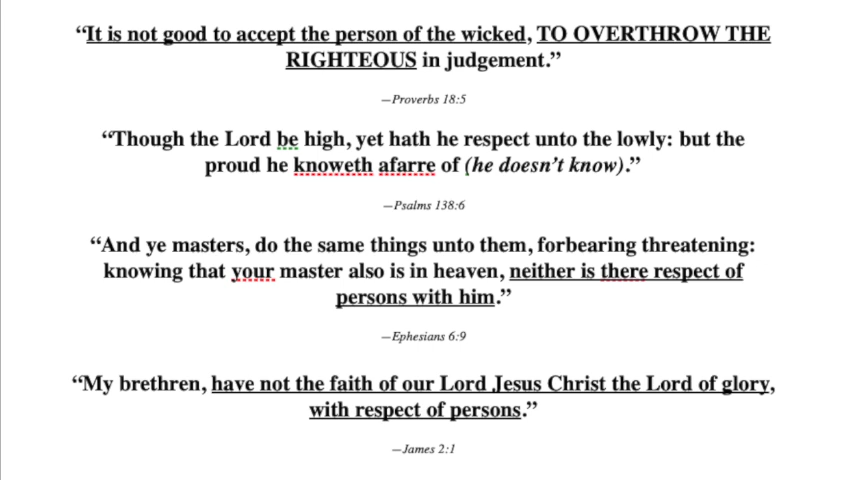 “It is not good to accept the person of the wicked, TO OVERTHROW THE
RIGHTEOUS in judgement.”
—Proverbs 18:5
“Though the Lord be high, yet hath he respect unto the lowly: but the
proud he knoweth afarre of (he doesn’t know).”
—Psalms 138:6
“And ye masters, do the same things unto them, forbearing threatening:
knowing that your master also is in heaven, neither is there respect of
persons with him.”
—Ephesians 6:9
“My brethren, have not the faith of our Lord Jesus Christ the Lord of glory,
with respect of persons.”
—James 2:1